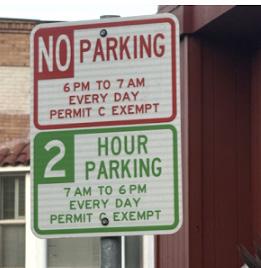 NO PARKING
6 PM TO 7 AM
EVERY DAY
PERMIT C EXEMPT
2 HOUR
PARKING
7 AM TO 6 PM
EVERY DAY
PERMIT C EXEMPT